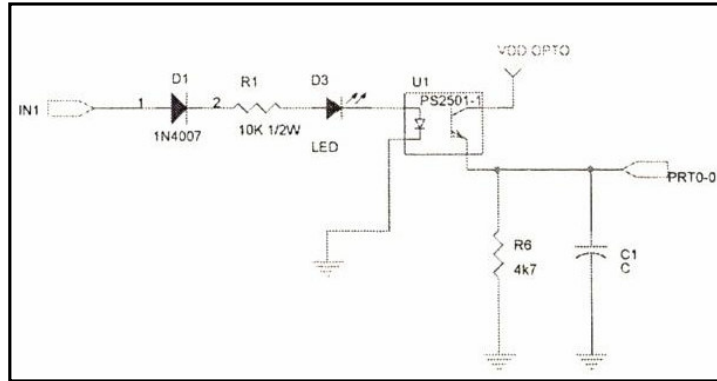 VDD OPTO
D1
R1
D3
U1
PS2501-1
IN1
1
2
1N4007
10K 1/2W
LED
PRT0-0
R6
4k7
C1
C